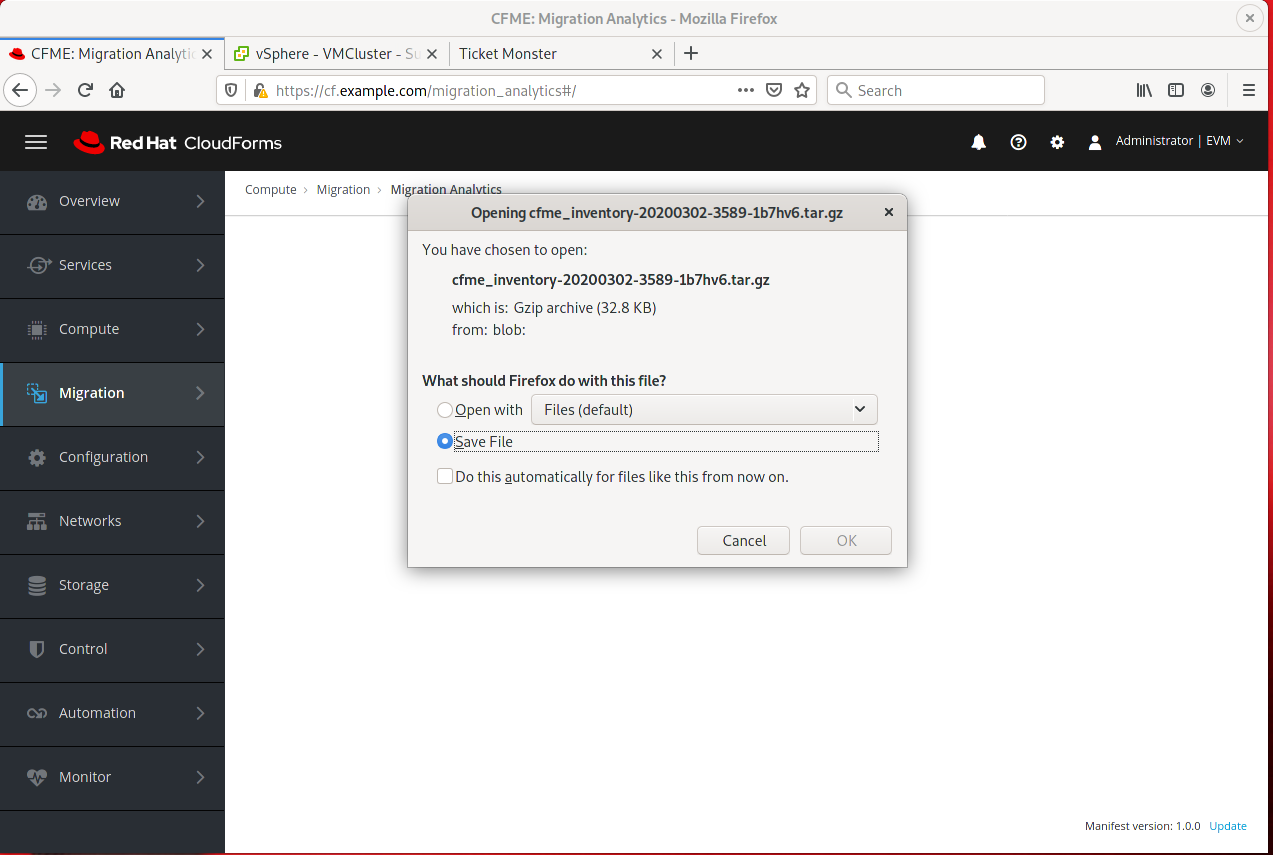 CFME: Migration Analytics - Mozilla Firefox
CFME: Migration Analytic
vSphere - VMCluster - Su
Ticket Monster
https://cf.example.com/migration_analytics#/
Search
Red Hat CloudForms
Administrator | EVM
Overview
Services
Compute
Migration
Configuration
Networks
Storage
Control
Automation
Monitor
Compute > Migration > Migration Analytics
Opening cfme_inventory-20200302-3589-1b7hv6.tar.gz
You have chosen to open:
cfme_inventory-20200302-3589-1b7hv6.tar.gz
which is: Gzip archive (32.8 KB)
from: blob:
What should Firefox do with this file?
Open with Files (default)
Save File
Do this automatically for files like this from now on.
Cancel OK
Manifest version: 1.0.0 Update